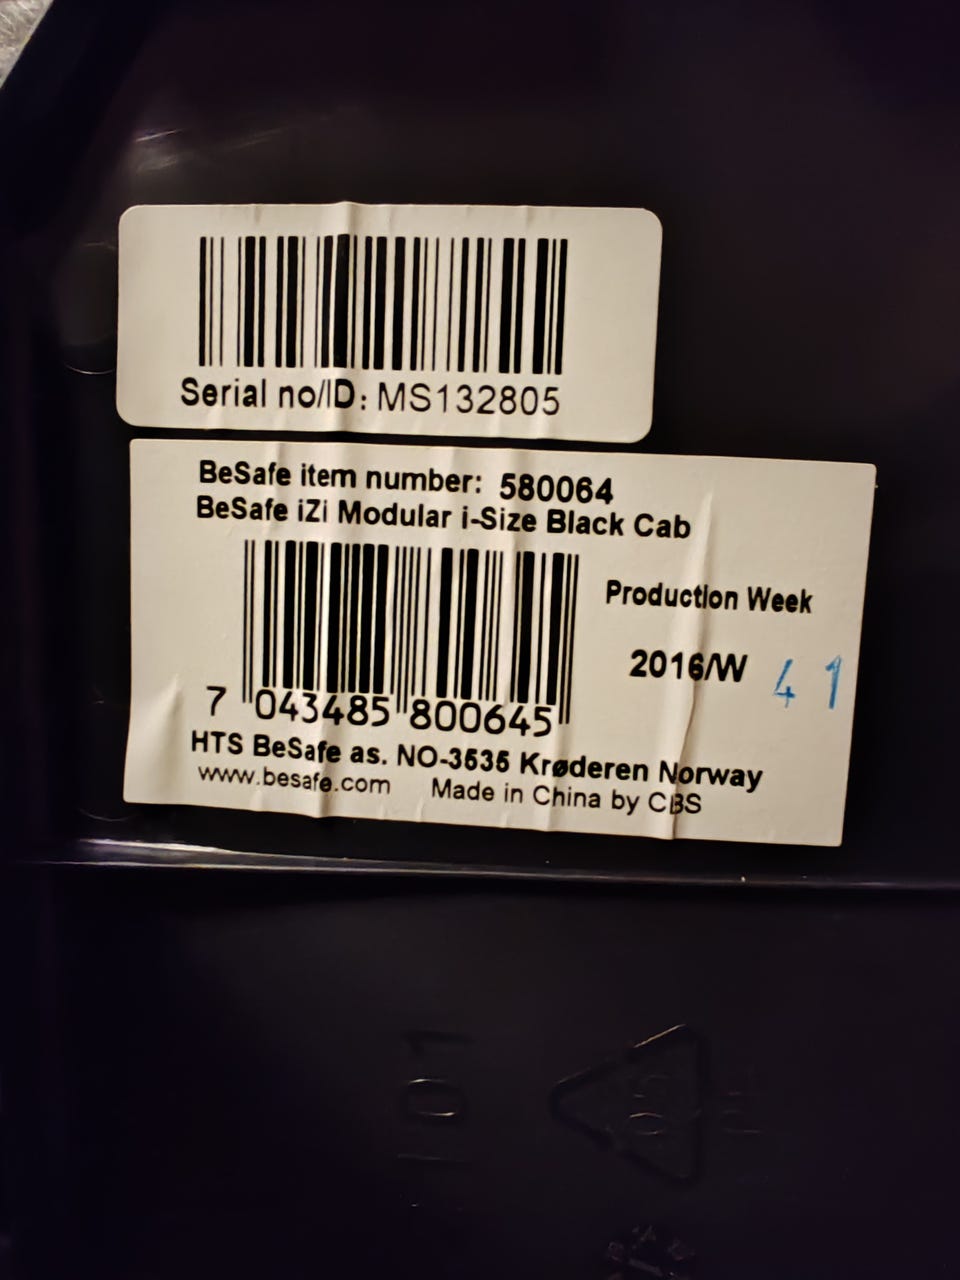 Serial no/ID: MS132805
BeSafe item number: 580064
BeSafe iZi Modular i-Size Black Cab
Production Week
2016/W 41
7 043485 800645
HTS BeSafe as. NO-3535 Krøderen Norway
www.besafe.com Made in China by CBS